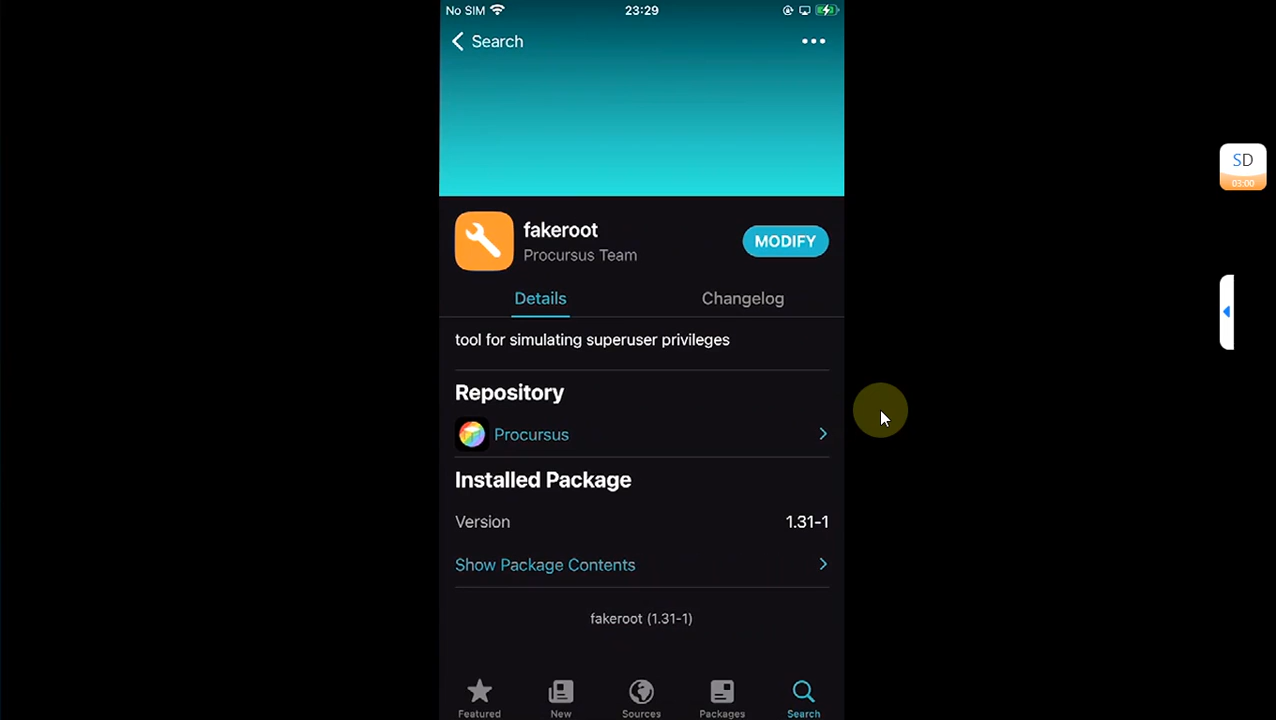 No SIM 23:29
Search
SD
03:00
fakeroot
Procursus Team
MODIFY
Details Changelog
tool for simulating superuser privileges
Repository
Procursus
Installed Package
Version 1.31-1
Show Package Contents
fakeroot (1.31-1)
Featured New Sources Packages Search